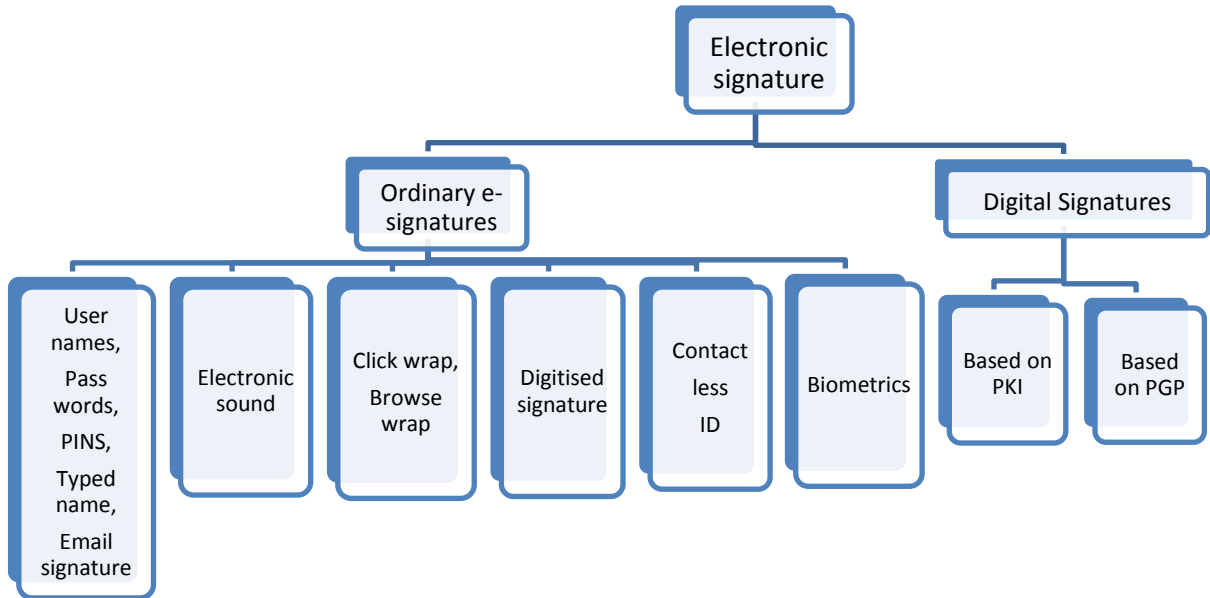 Electronic
signature
Ordinary e-
signatures
Digital Signatures
User
names,
Pass
words,
PINS,
Typed
name,
Email
signature
Electronic
sound
Click wrap,
Browse
wrap
Digitised
signature
Contact
less
ID
Biometrics
Based on
PKI
Based
on PGP